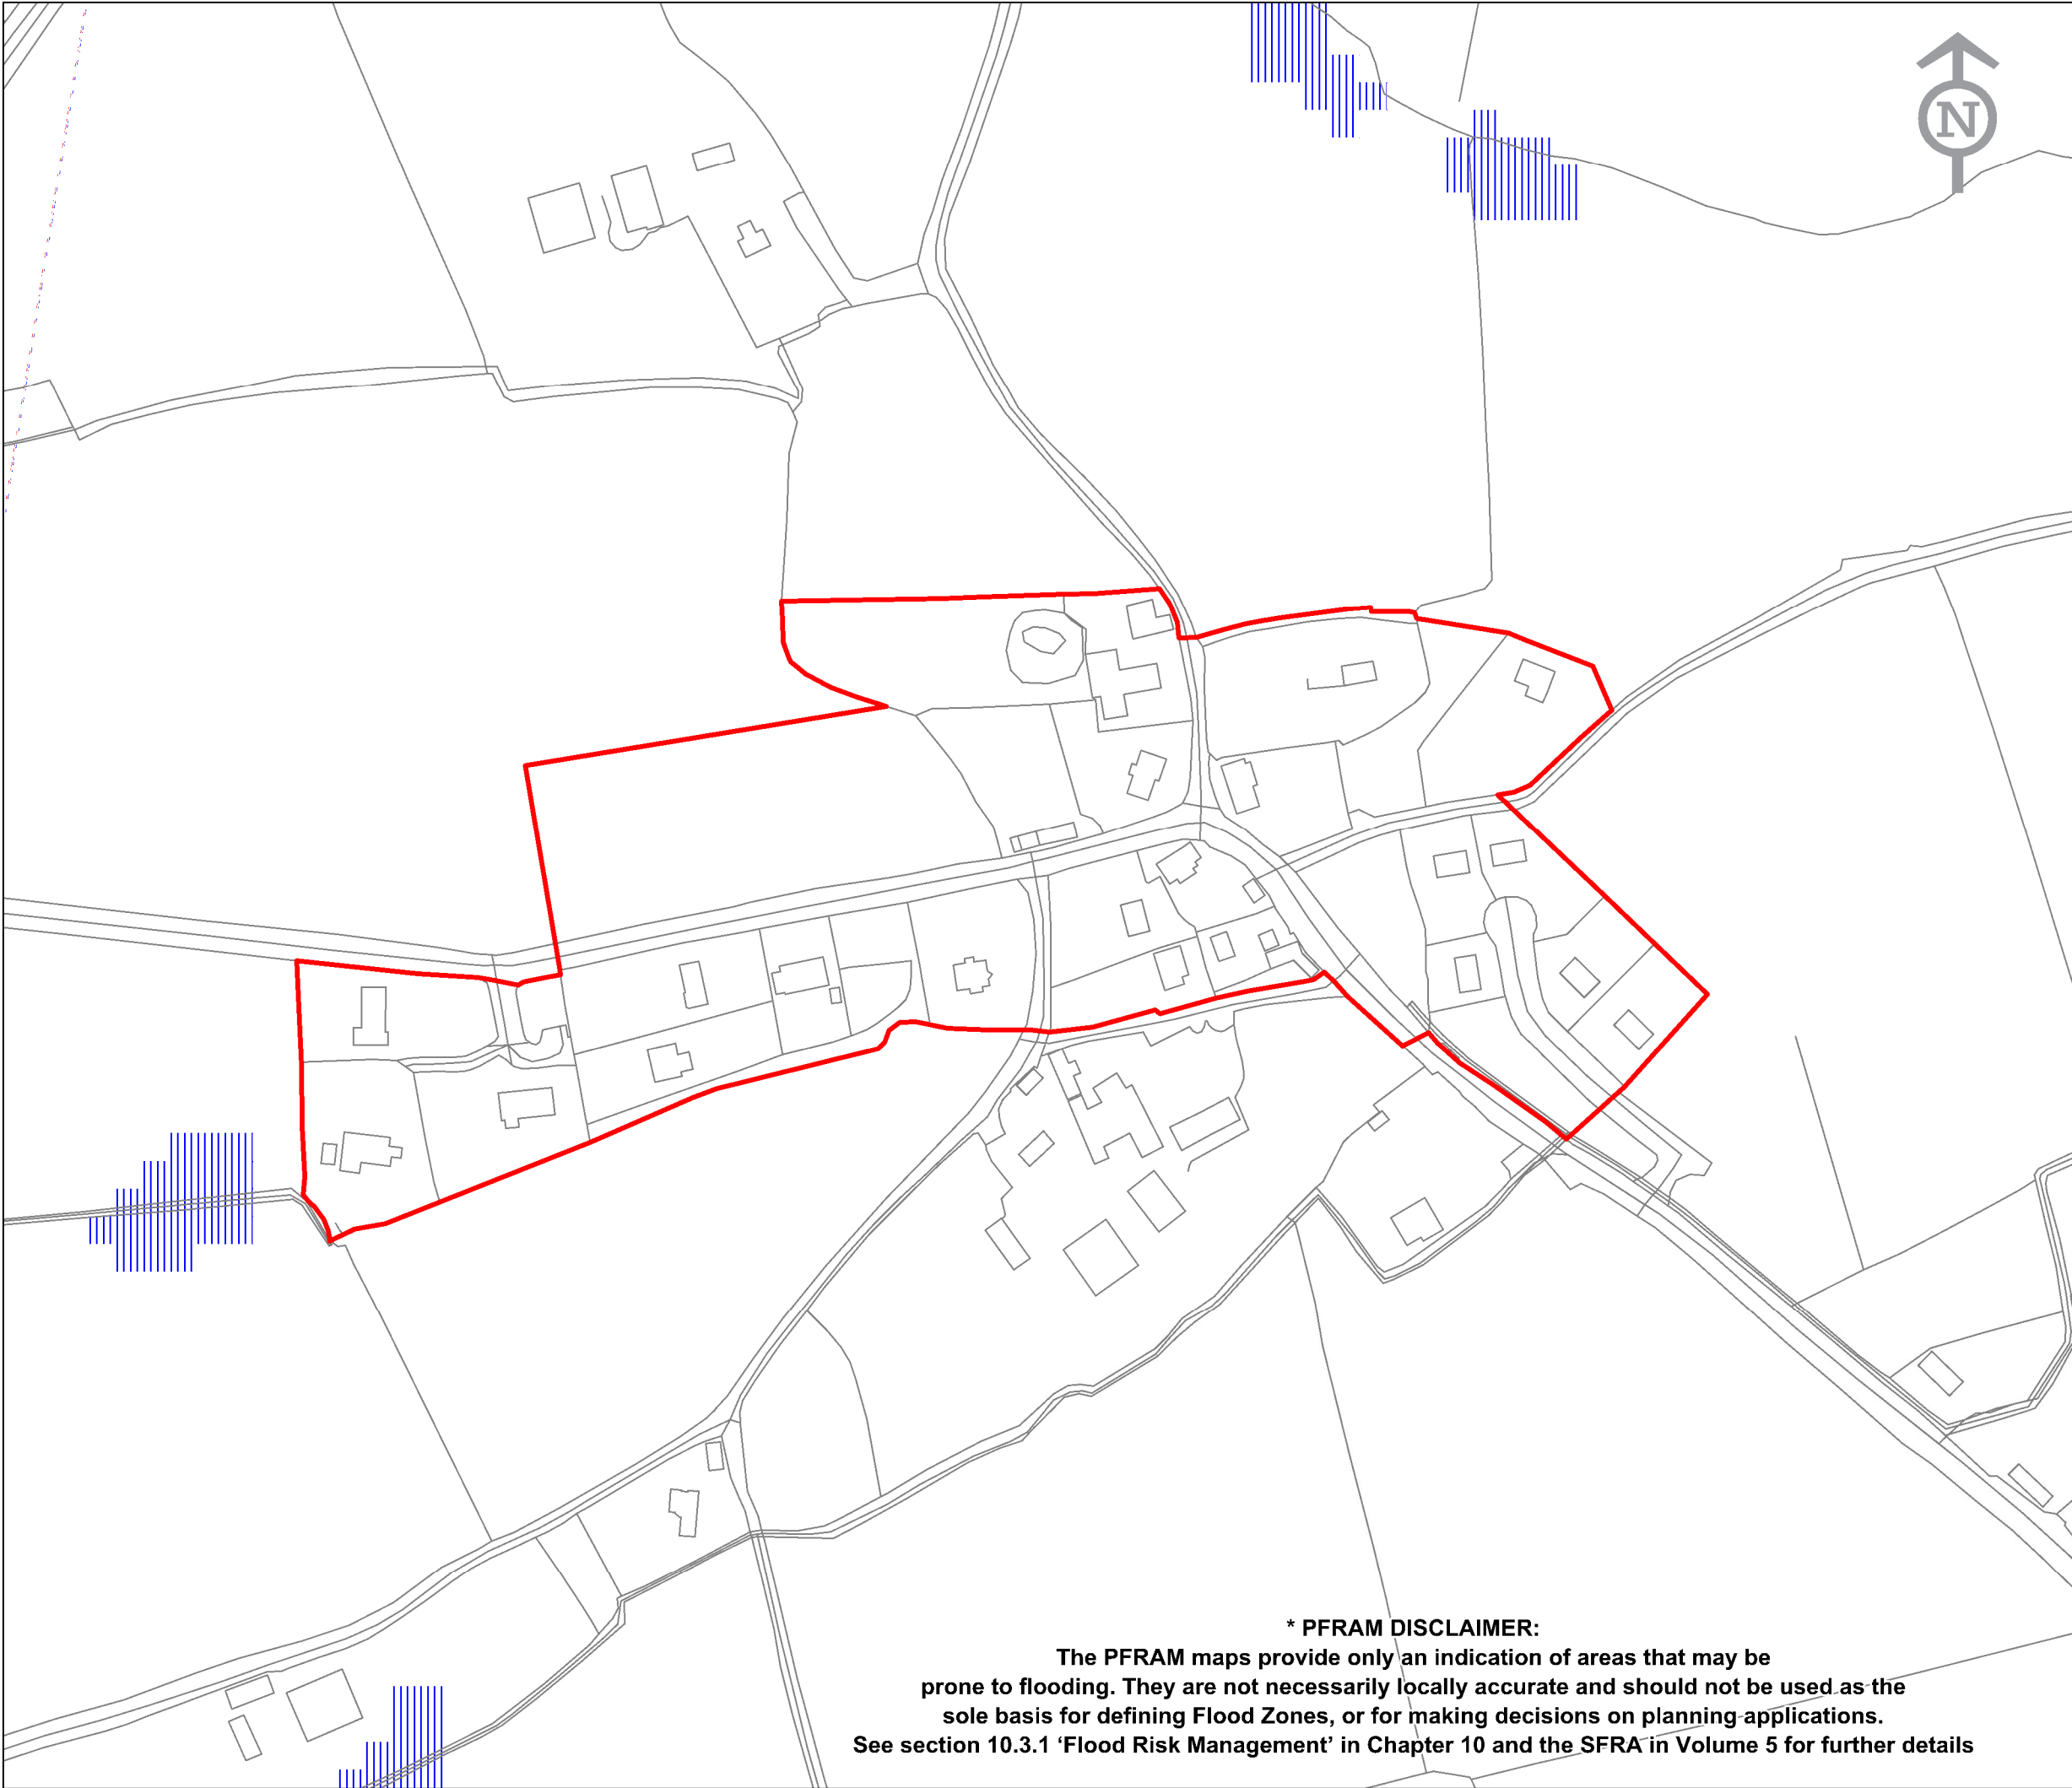 N
* PFRAM DISCLAIMER:
The PFRAM maps provide only an indication of areas that may be
prone to flooding. They are not necessarily locally accurate and should not be used as the
sole basis for defining Flood Zones, or for making decisions on planning applications.
See section 10.3.1 ‘Flood Risk Management’ in Chapter 10 and the SFRA in Volume 5 for further details